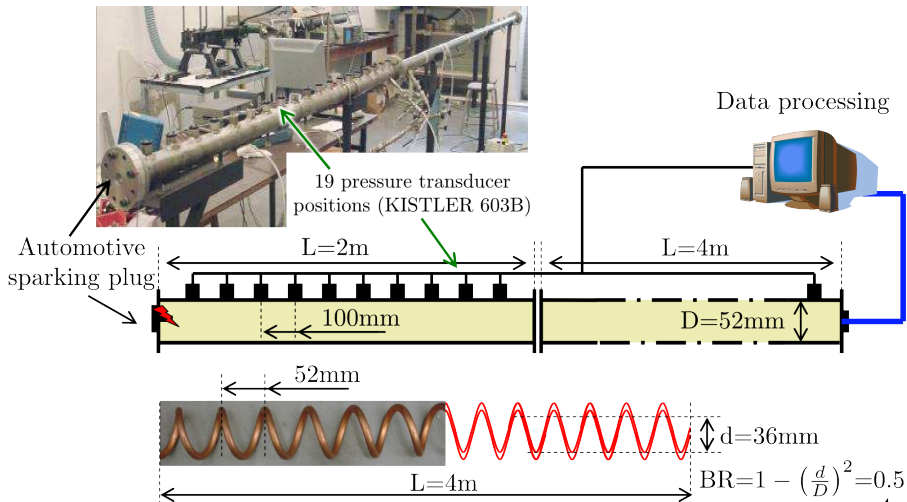 Data processing
19 pressure transducer
positions (KISTLER 603B)
Automotive
sparking plug
L=2m
L=4m
100mm
D=52mm
52mm
d=36mm
L=4m
BR=1 − (d/D)²=0.5